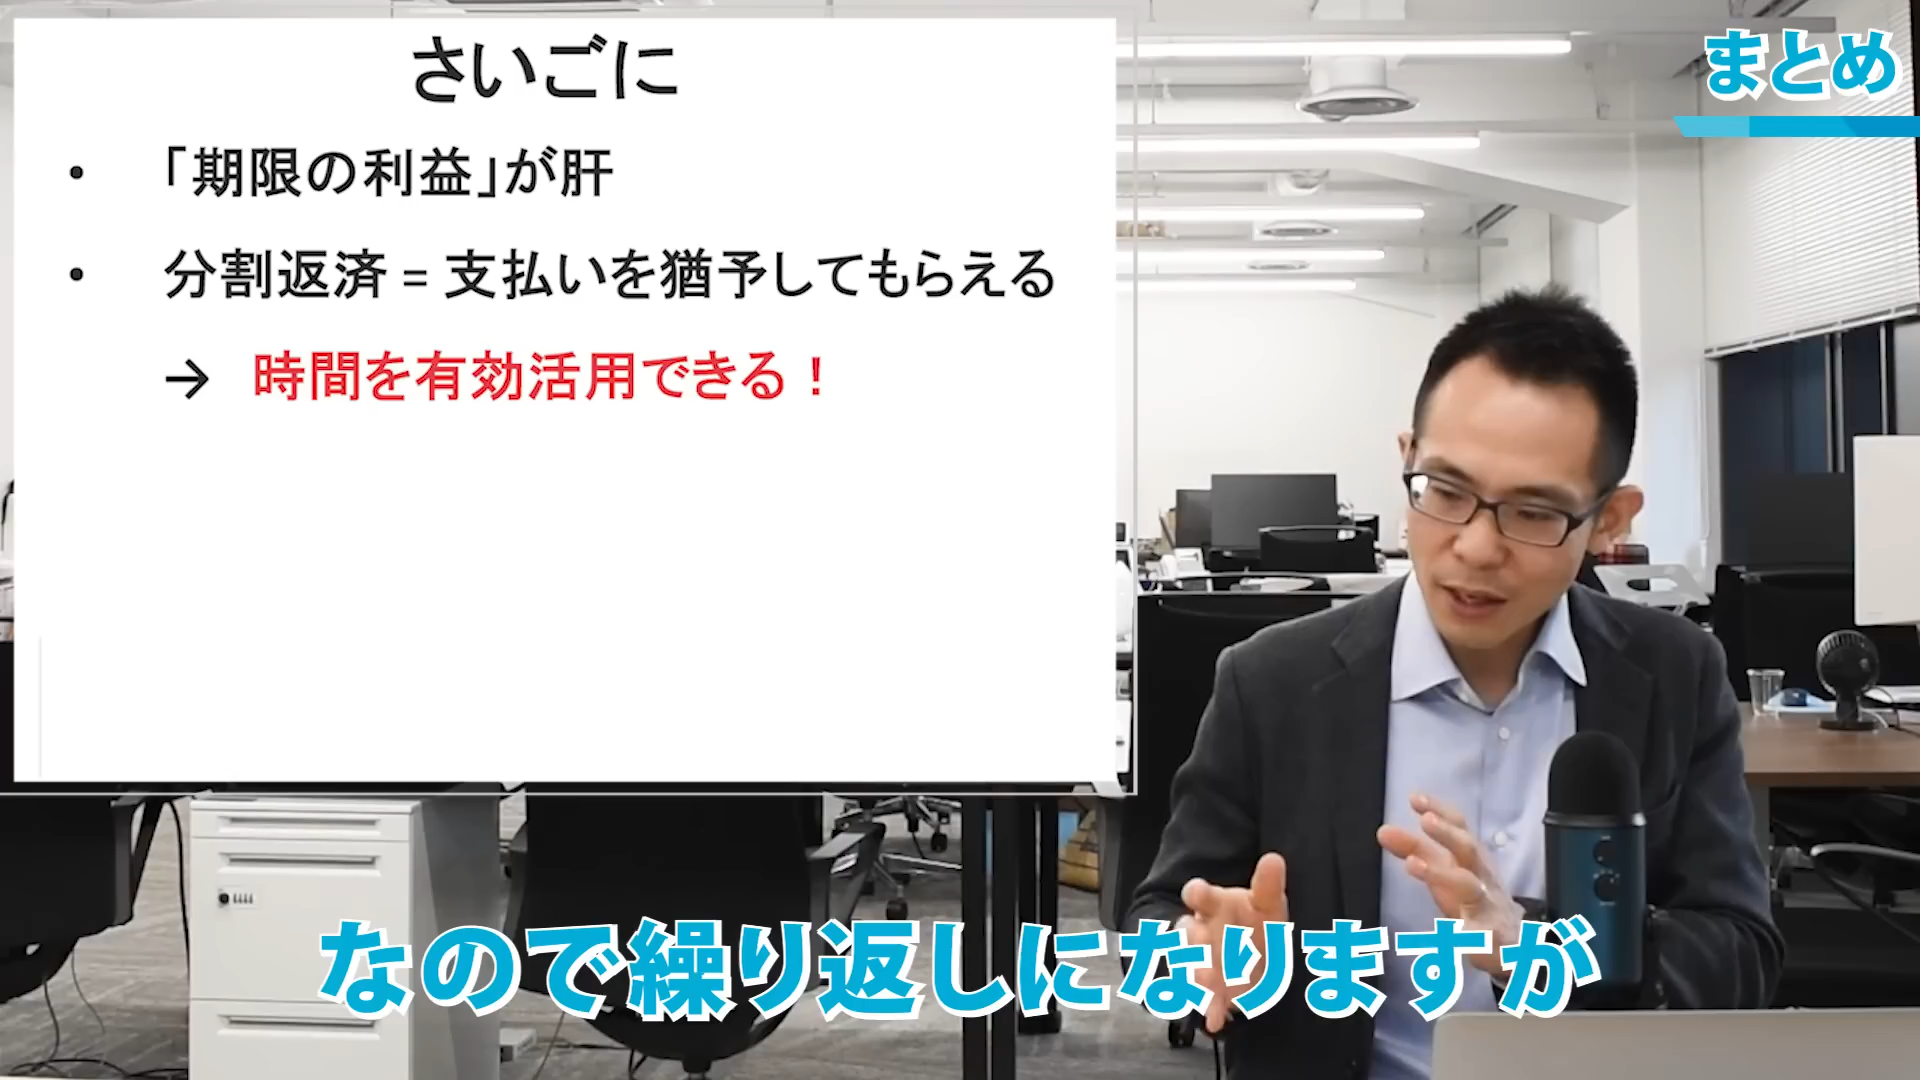 さいごに
まとめ
・ 「期限の利益」が肝
・ 分割返済 = 支払いを猶予してもらえる
→ 時間を有効活用できる！
なので繰り返しになりますが